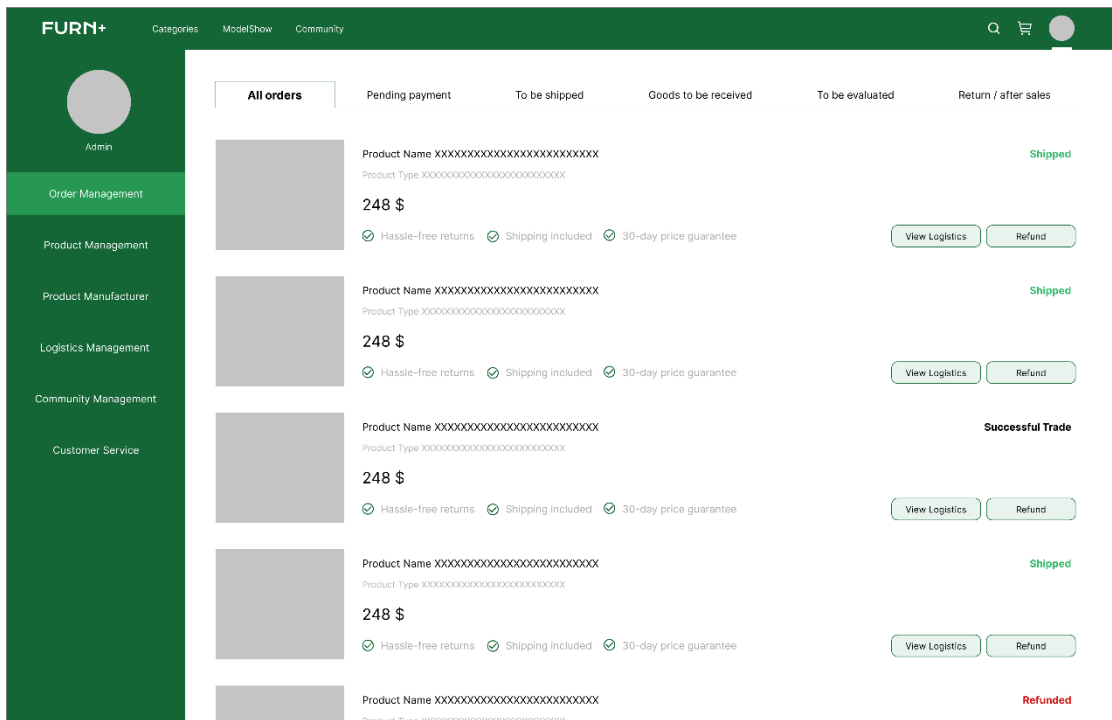 FURN+ Categories ModelShow Community
Admin
Order Management
Product Management
Product Manufacturer
Logistics Management
Community Management
Customer Service
All orders Pending payment To be shipped Goods to be received To be evaluated Return / after sales
Product Name XXXXXXXXXXXXXXXXXXXXXXXXX Shipped
Product Type XXXXXXXXXXXXXXXXXXXXXXXXX
248 $
Hassle-free returns Shipping included 30-day price guarantee View Logistics Refund
Product Name XXXXXXXXXXXXXXXXXXXXXXXXX Shipped
Product Type XXXXXXXXXXXXXXXXXXXXXXXXX
248 $
Hassle-free returns Shipping included 30-day price guarantee View Logistics Refund
Product Name XXXXXXXXXXXXXXXXXXXXXXXXX Successful Trade
Product Type XXXXXXXXXXXXXXXXXXXXXXXXX
248 $
Hassle-free returns Shipping included 30-day price guarantee View Logistics Refund
Product Name XXXXXXXXXXXXXXXXXXXXXXXXX Shipped
Product Type XXXXXXXXXXXXXXXXXXXXXXXXX
248 $
Hassle-free returns Shipping included 30-day price guarantee View Logistics Refund
Product Name XXXXXXXXXXXXXXXXXXXXXXXXX Refunded
Product Type XXXXXXXXXXXXXXXXXXXXXXXXX